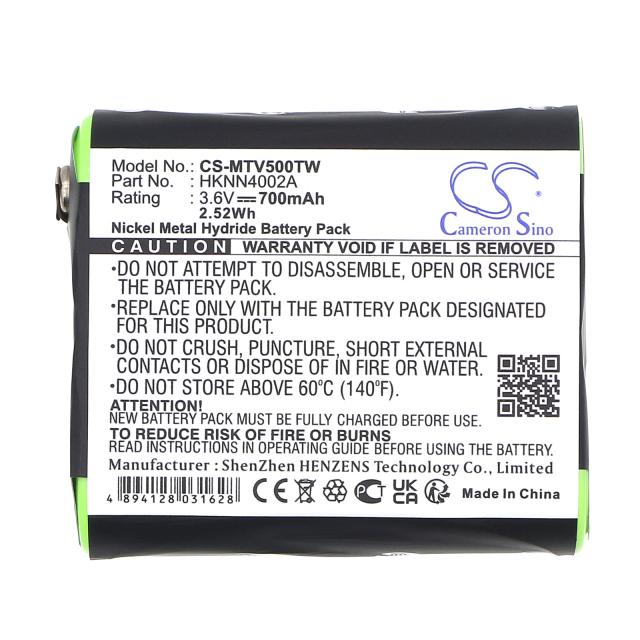 Model No.: CS-MTV500TW
Part No. : HKNN4002A
Rating : 3.6V⎓700mAh
2.52Wh
Nickel Metal Hydride Battery Pack
CS
Cameron Sino
CAUTION WARRANTY VOID IF LABEL IS REMOVED
•DO NOT ATTEMPT TO DISASSEMBLE, OPEN OR SERVICE
THE BATTERY PACK.
•REPLACE ONLY WITH THE BATTERY PACK DESIGNATED
FOR THIS PRODUCT.
•DO NOT CRUSH, PUNCTURE, SHORT EXTERNAL
CONTACTS OR DISPOSE OF IN FIRE OR WATER.
•DO NOT STORE ABOVE 60ºC (140ºF).
ATTENTION!
NEW BATTERY PACK MUST BE FULLY CHARGED BEFORE
TO REDUCE RISK OF FIRE OR BURNS
READ INSTRUCTIONS IN OPERATING GUIDE BEFORE USING THE BATTERY.
Manufacturer : ShenZhen HENZENS Technology Co., Limited
4 894128 031628
CE
UK
CA
Made In China